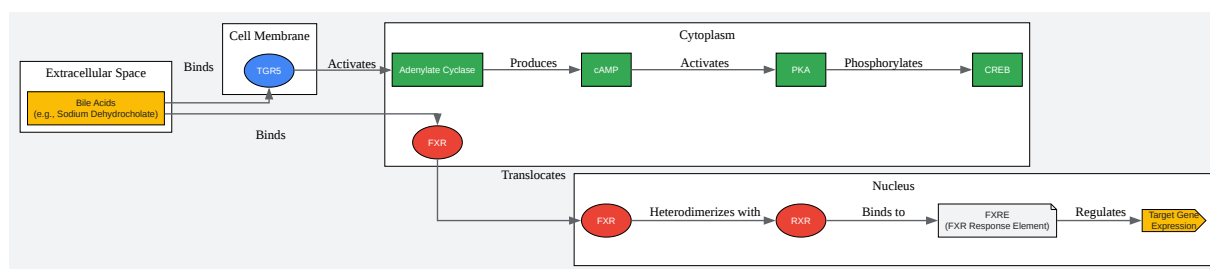 Extracellular Space
Bile Acids
(e.g., Sodium Dehydrocholate)
Binds
Binds
Cell Membrane
TGR5
Activates
Cytoplasm
Adenylate Cyclase
Produces
cAMP
Activates
PKA
Phosphorylates
CREB
FXR
Translocates
Nucleus
FXR
Heterodimerizes with
RXR
Binds to
FXRE
(FXR Response Element)
Regulates
Target Gene
Expression